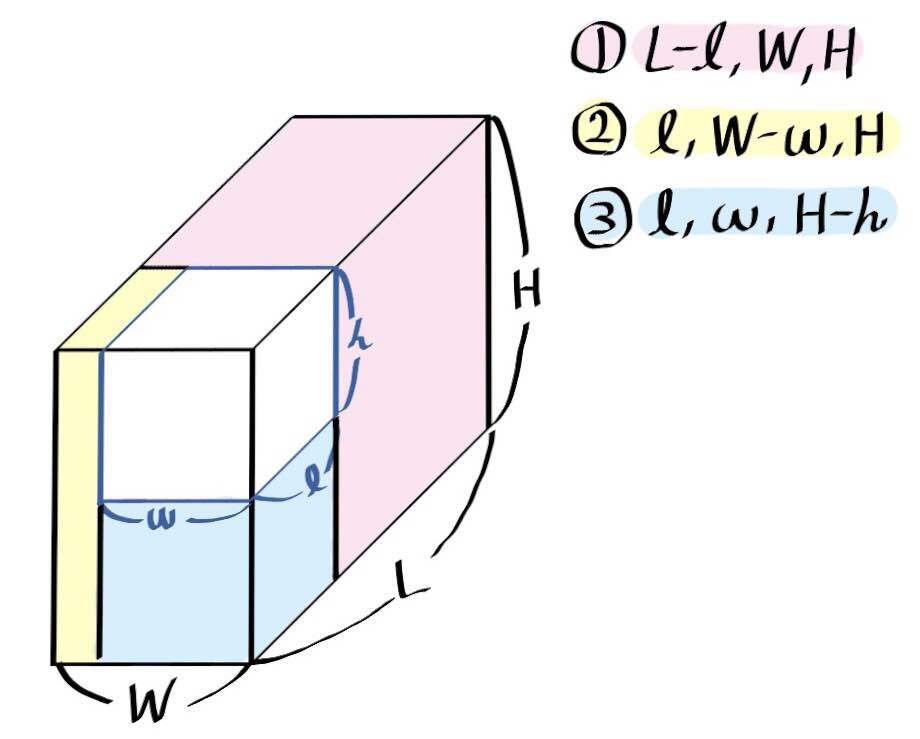 ① L-l, W, H
② l, W-w, H
③ l, w, H-h
H
h
l
w
L
W